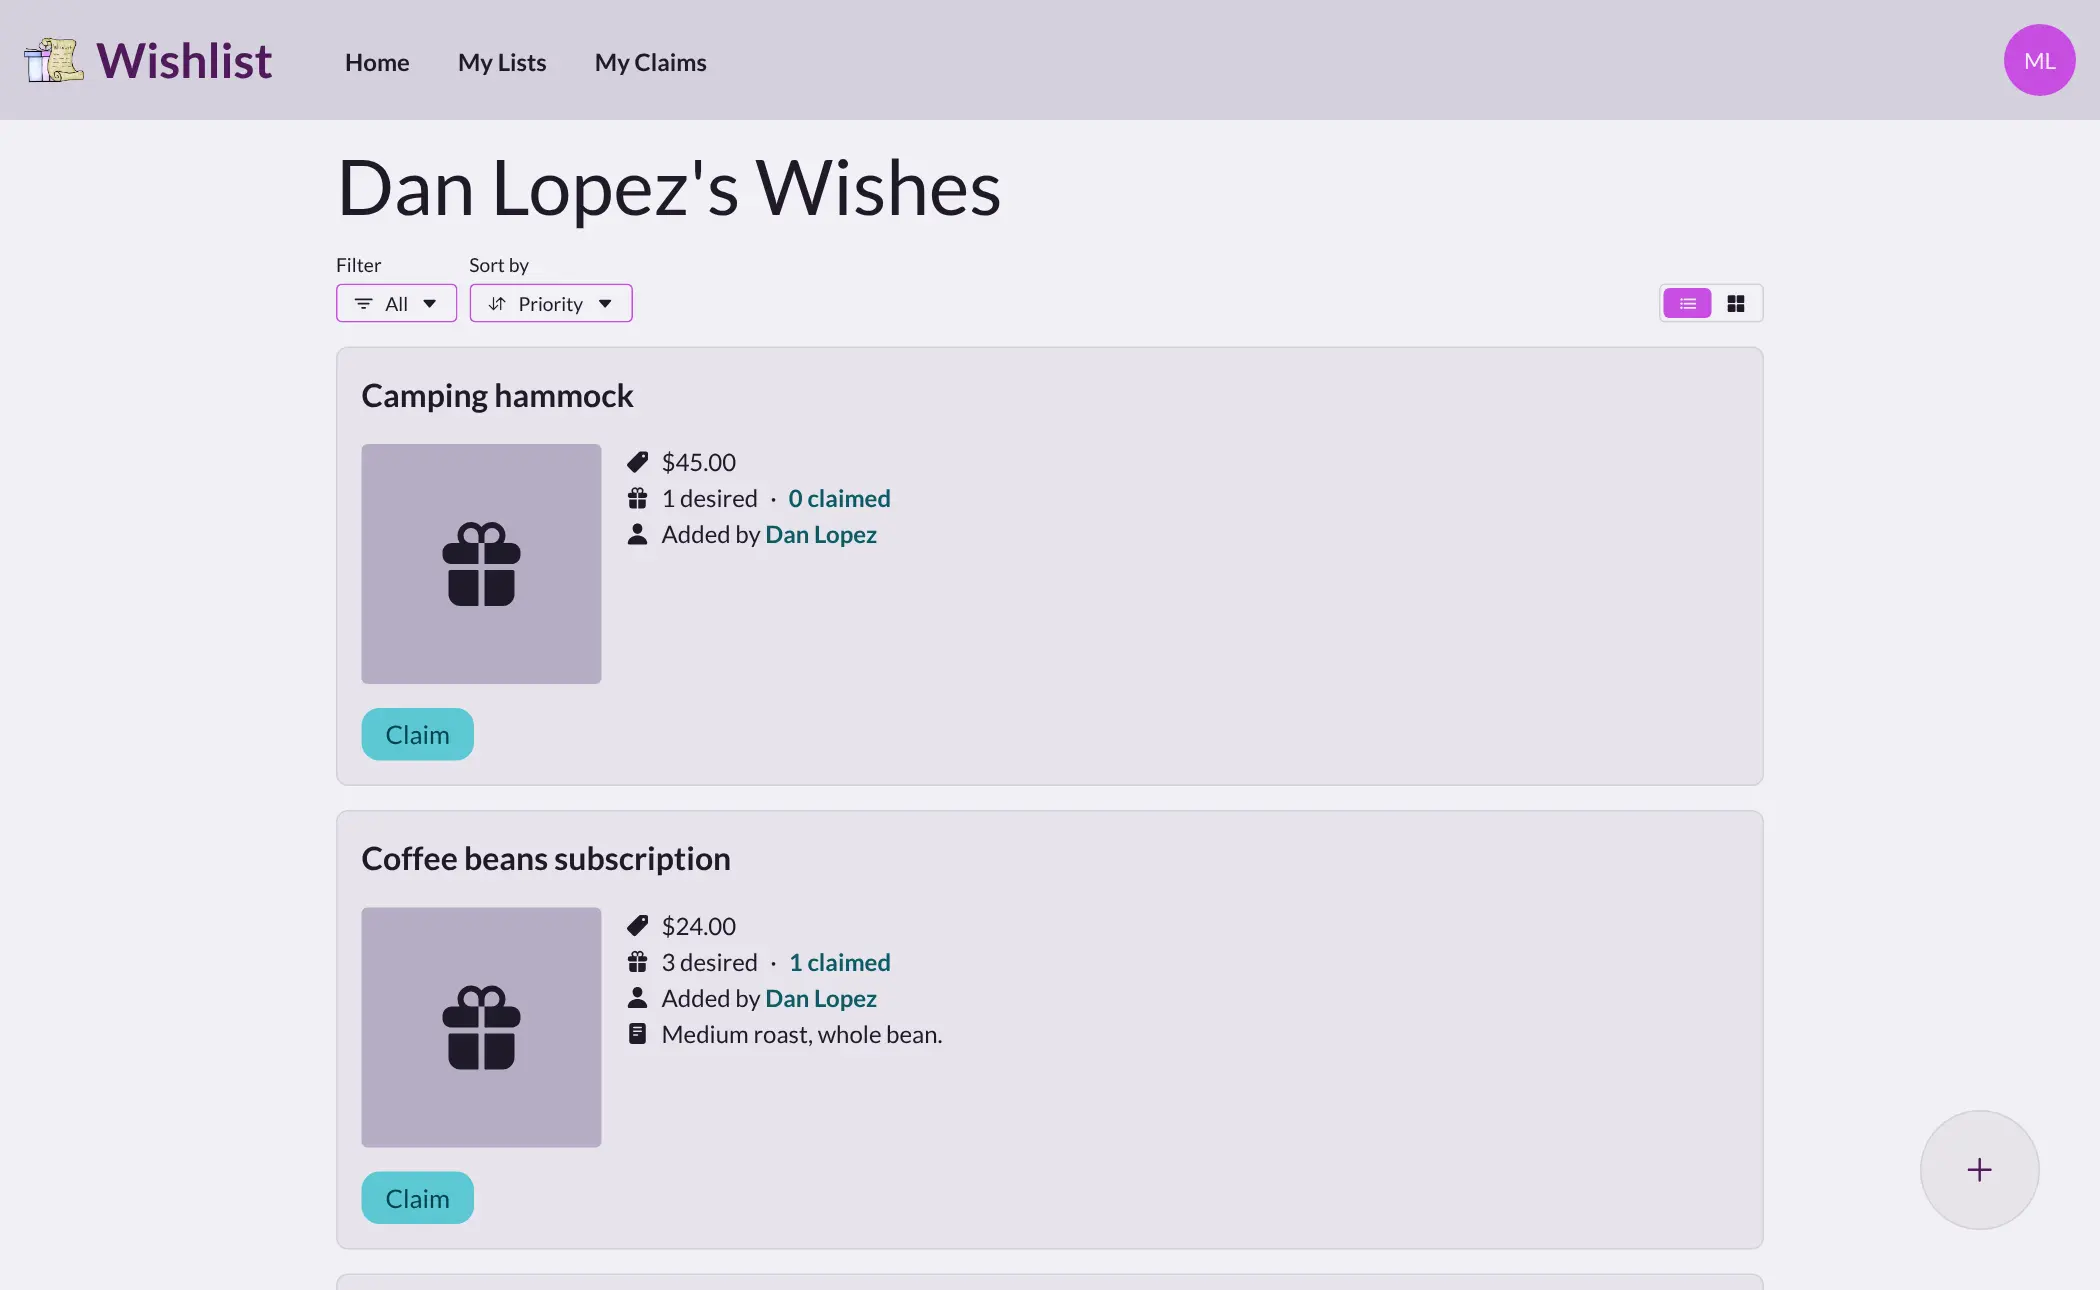 Wishlist
Home
My Lists
My Claims
ML
Dan Lopez's Wishes
Filter
Sort by
All
Priority
Camping hammock
$45.00
1 desired · 0 claimed
Added by Dan Lopez
Claim
Coffee beans subscription
$24.00
3 desired · 1 claimed
Added by Dan Lopez
Medium roast, whole bean.
Claim